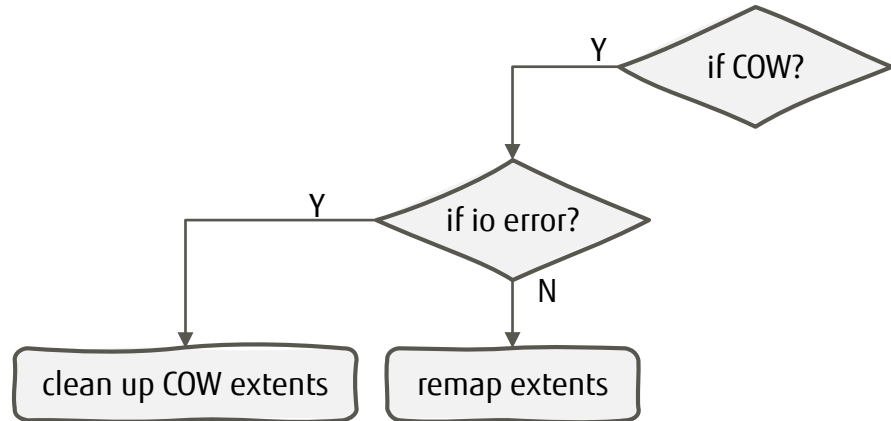 if COW?
Y
if io error?
Y
N
clean up COW extents
remap extents